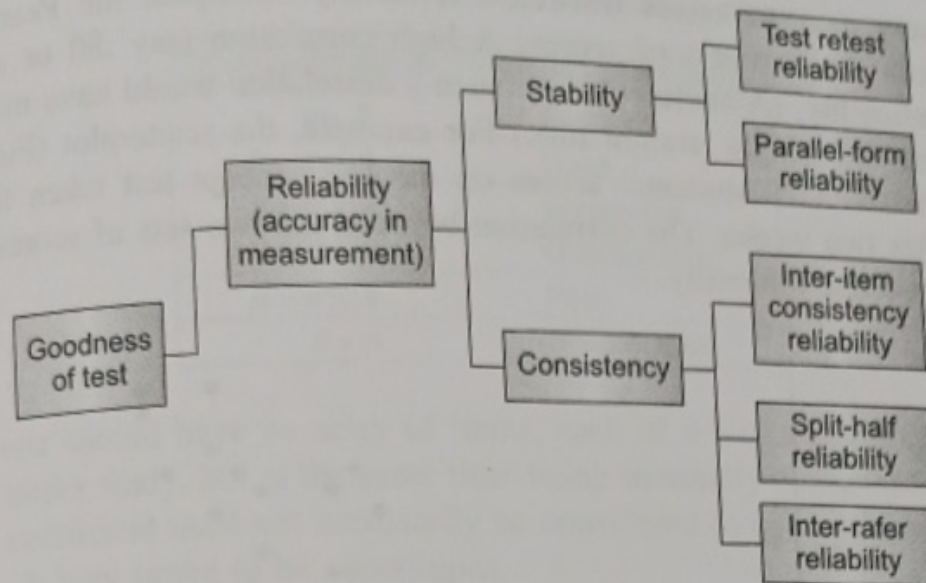 Goodness
of test
Reliability
(accuracy in
measurement)
Stability
Test retest
reliability
Parallel-form
reliability
Consistency
Inter-item
consistency
reliability
Split-half
reliability
Inter-rafer
reliability